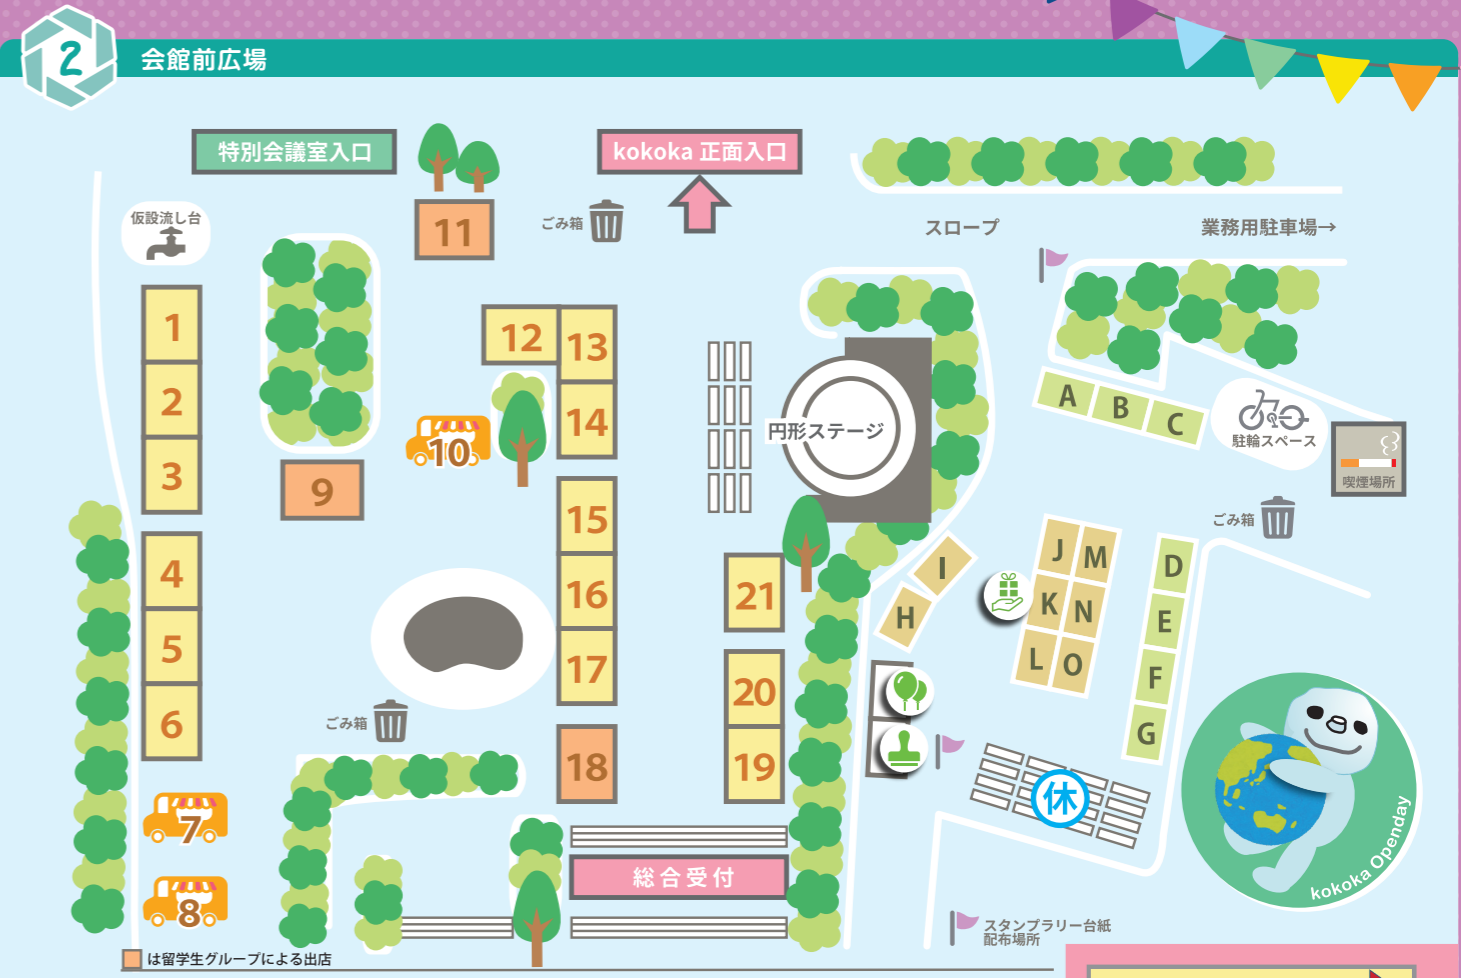 2
会館前広場
特別会議室入口
kokoka 正面入口
仮設流し台
11
ごみ箱
スロープ
業務用駐車場→
1
2
3
12
13
14
10
9
円形ステージ
A
B
C
駐輪スペース
喫煙場所
ごみ箱
4
5
6
15
16
17
18
21
20
19
I
H
J
M
K
N
L
O
D
E
F
G
ごみ箱
休
7
8
総合受付
kokoka Openday
スタンプラリー台紙
配布場所
は留学生グループによる出店